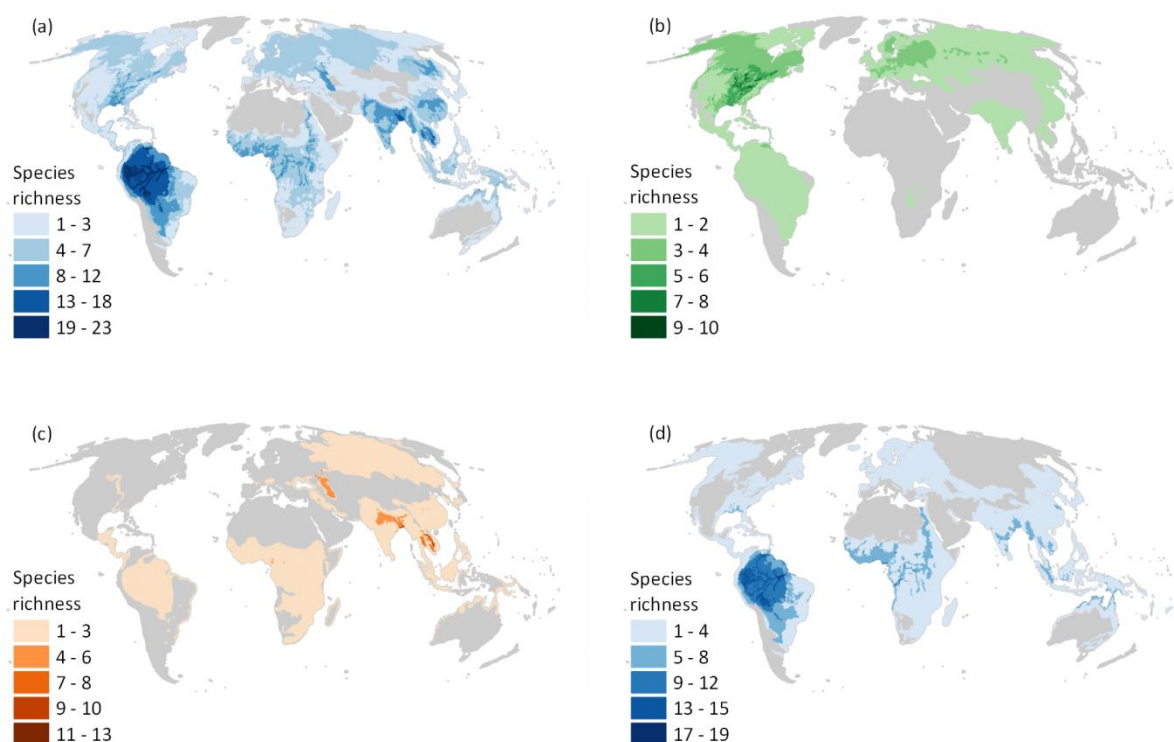 (a)
Species
richness
1 - 3
4 - 7
8 - 12
13 - 18
19 - 23
(b)
Species
richness
1 - 2
3 - 4
5 - 6
7 - 8
9 - 10
(c)
Species
richness
1 - 3
4 - 6
7 - 8
9 - 10
11 - 13
(d)
Species
richness
1 - 4
5 - 8
9 - 12
13 - 15
17 - 19